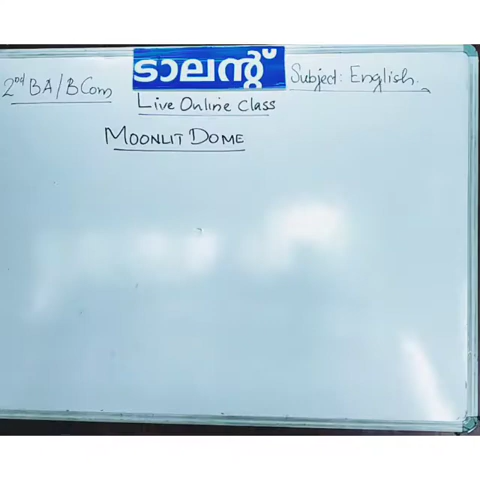 2nd BA/BCom ടാലന്റ് Subject: English.
Live Online Class
MOONLIT DOME